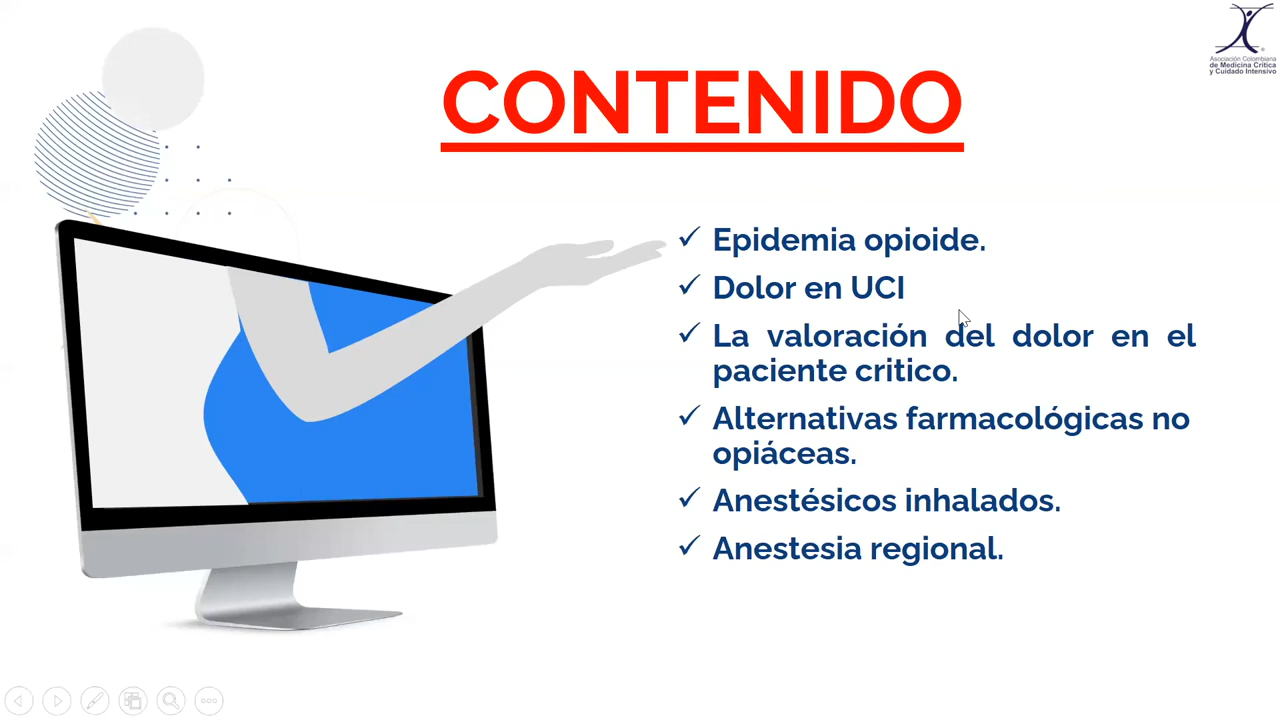 Asociación Colombiana
de Medicina Crítica
y Cuidado Intensivo
CONTENIDO
Epidemia opioide.
Dolor en UCI
La valoración del dolor en el
paciente critico.
Alternativas farmacológicas no
opiáceas.
Anestésicos inhalados.
Anestesia regional.